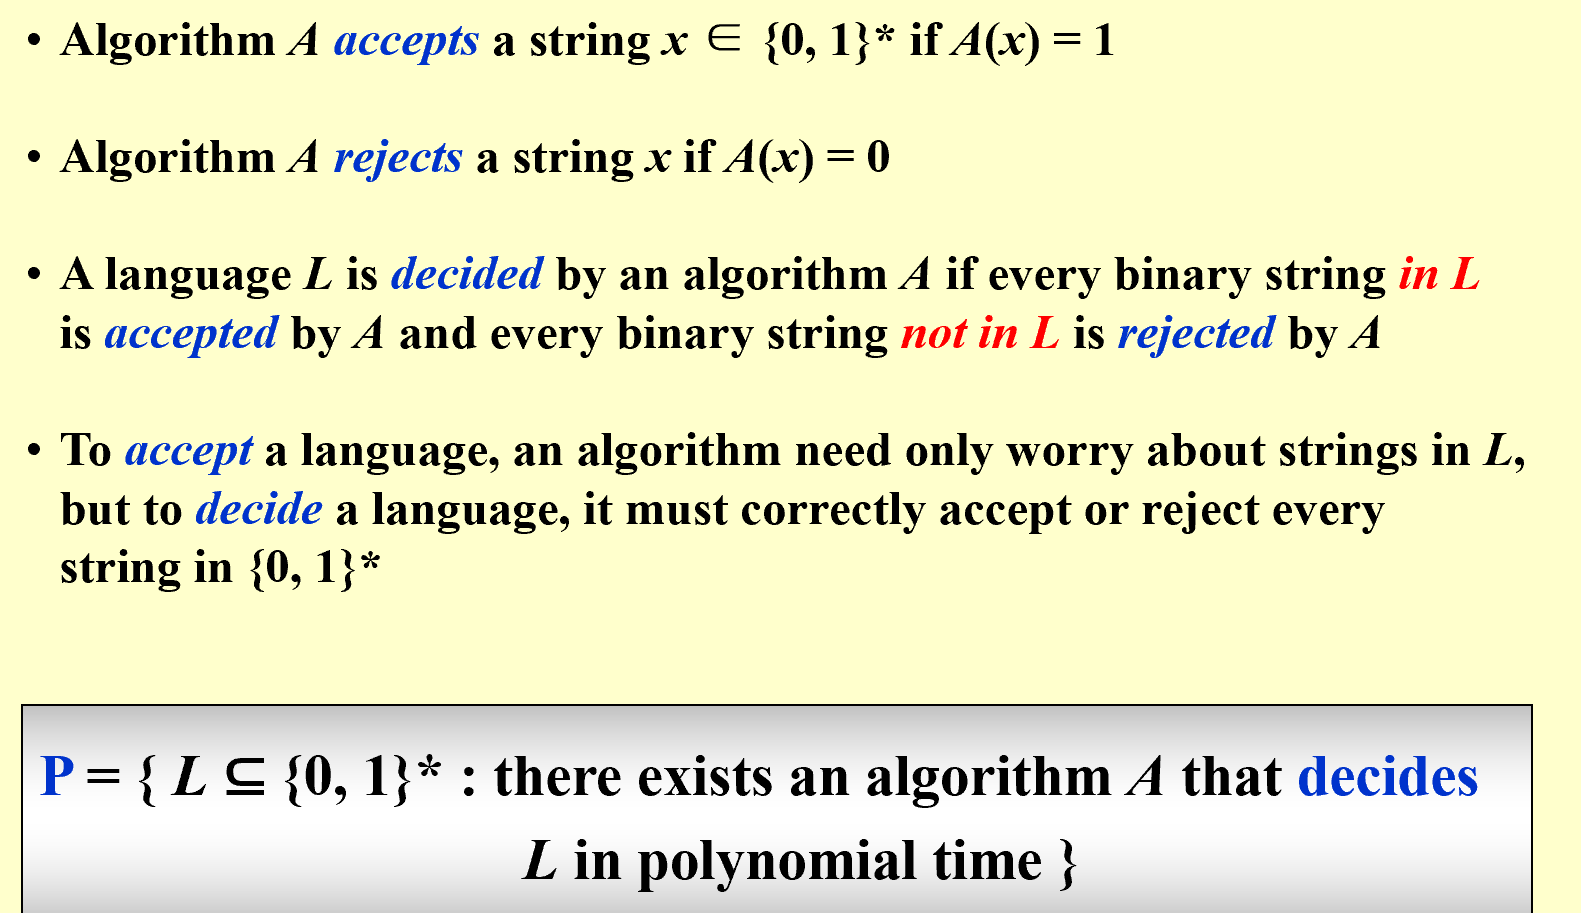 • Algorithm A accepts a string x ∈ {0, 1}* if A(x) = 1
• Algorithm A rejects a string x if A(x) = 0
• A language L is decided by an algorithm A if every binary string in L
is accepted by A and every binary string not in L is rejected by A
• To accept a language, an algorithm need only worry about strings in L,
but to decide a language, it must correctly accept or reject every
string in {0, 1}*
P = { L ⊆ {0, 1}* : there exists an algorithm A that decides
L in polynomial time }